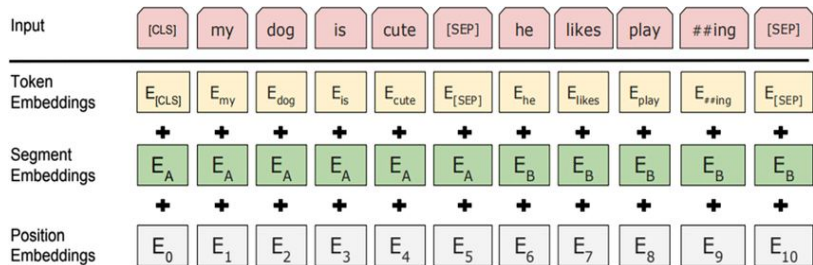 Input [CLS] my dog is cute [SEP] he likes play ##ing [SEP]
Token
Embeddings E[CLS] Emy Edog Eis Ecute E[SEP] Ehe Elikes Eplay E##ing E[SEP]
Segment
Embeddings EA EA EA EA EA EA EB EB EB EB EB
Position
Embeddings E0 E1 E2 E3 E4 E5 E6 E7 E8 E9 E10